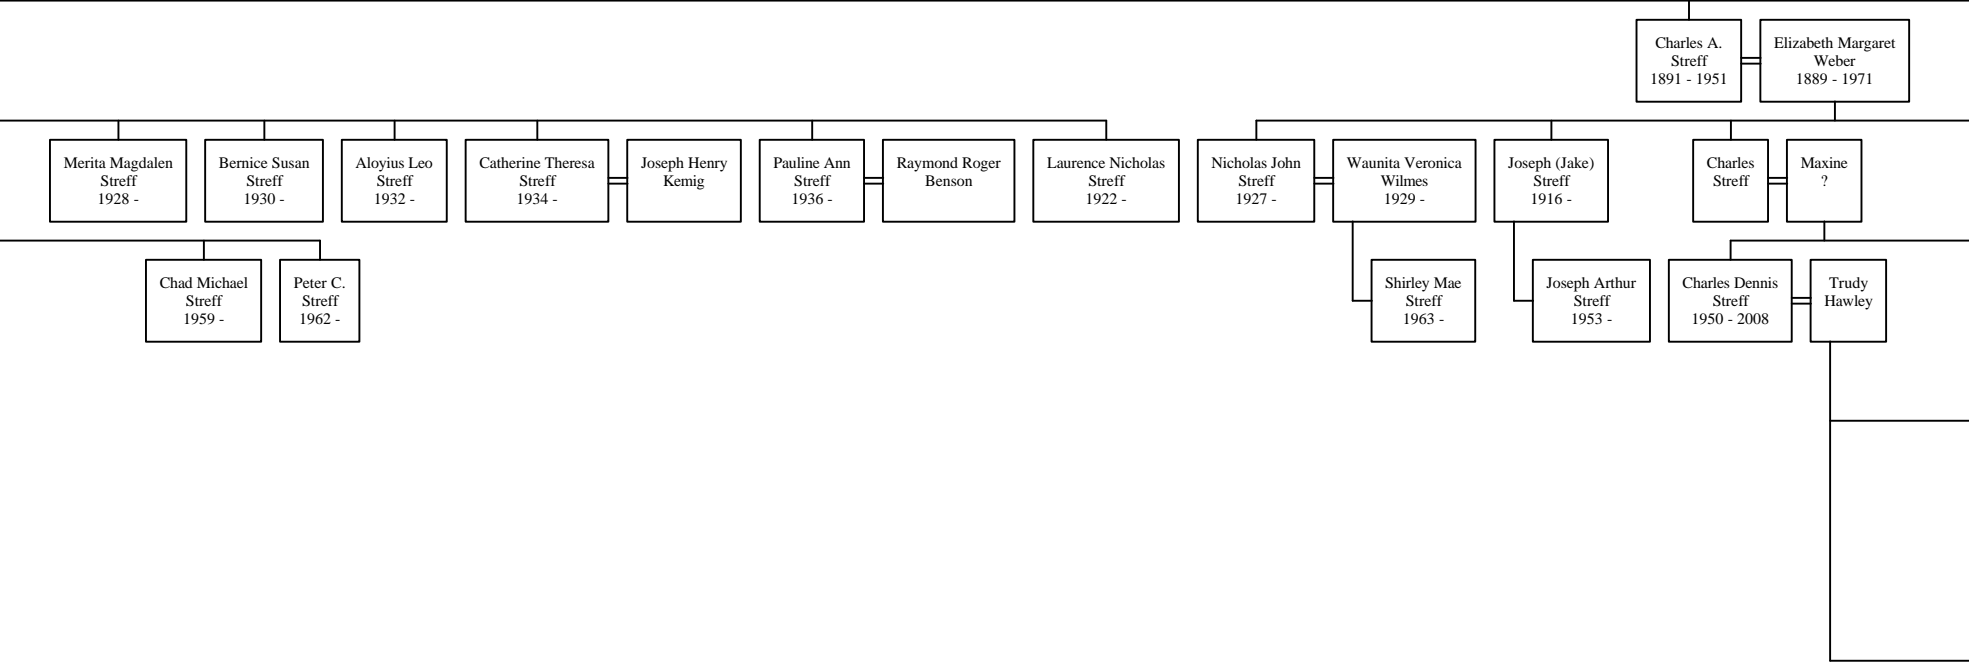 Charles A.
Streff
1891 - 1951
Elizabeth Margaret
Weber
1889 - 1971
Merita Magdalen
Streff
1928 -
Bernice Susan
Streff
1930 -
Aloyius Leo
Streff
1932 -
Catherine Theresa
Streff
1934 -
Joseph Henry
Kemig
Pauline Ann
Streff
1936 -
Raymond Roger
Benson
Laurence Nicholas
Streff
1922 -
Nicholas John
Streff
1927 -
Waunita Veronica
Wilmes
1929 -
Joseph (Jake)
Streff
1916 -
Charles
Streff
Maxine
?
Chad Michael
Streff
1959 -
Peter C.
Streff
1962 -
Shirley Mae
Streff
1963 -
Joseph Arthur
Streff
1953 -
Charles Dennis
Streff
1950 - 2008
Trudy
Hawley